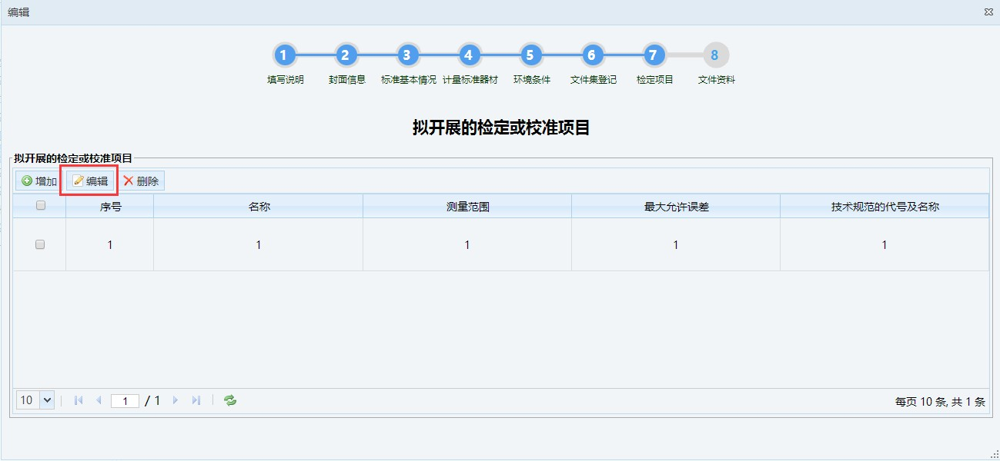 编辑
1 2 3 4 5 6 7 8
填写说明 封面信息 标准基本情况 计量标准器材 环境条件 文件集登记 检定项目 文件资料
拟开展的检定或校准项目
拟开展的检定或校准项目
增加 编辑 删除
序号 名称 测量范围 最大允许误差 技术规范的代号及名称
1 1 1 1 1
10 1 / 1 每页 10 条, 共 1 条